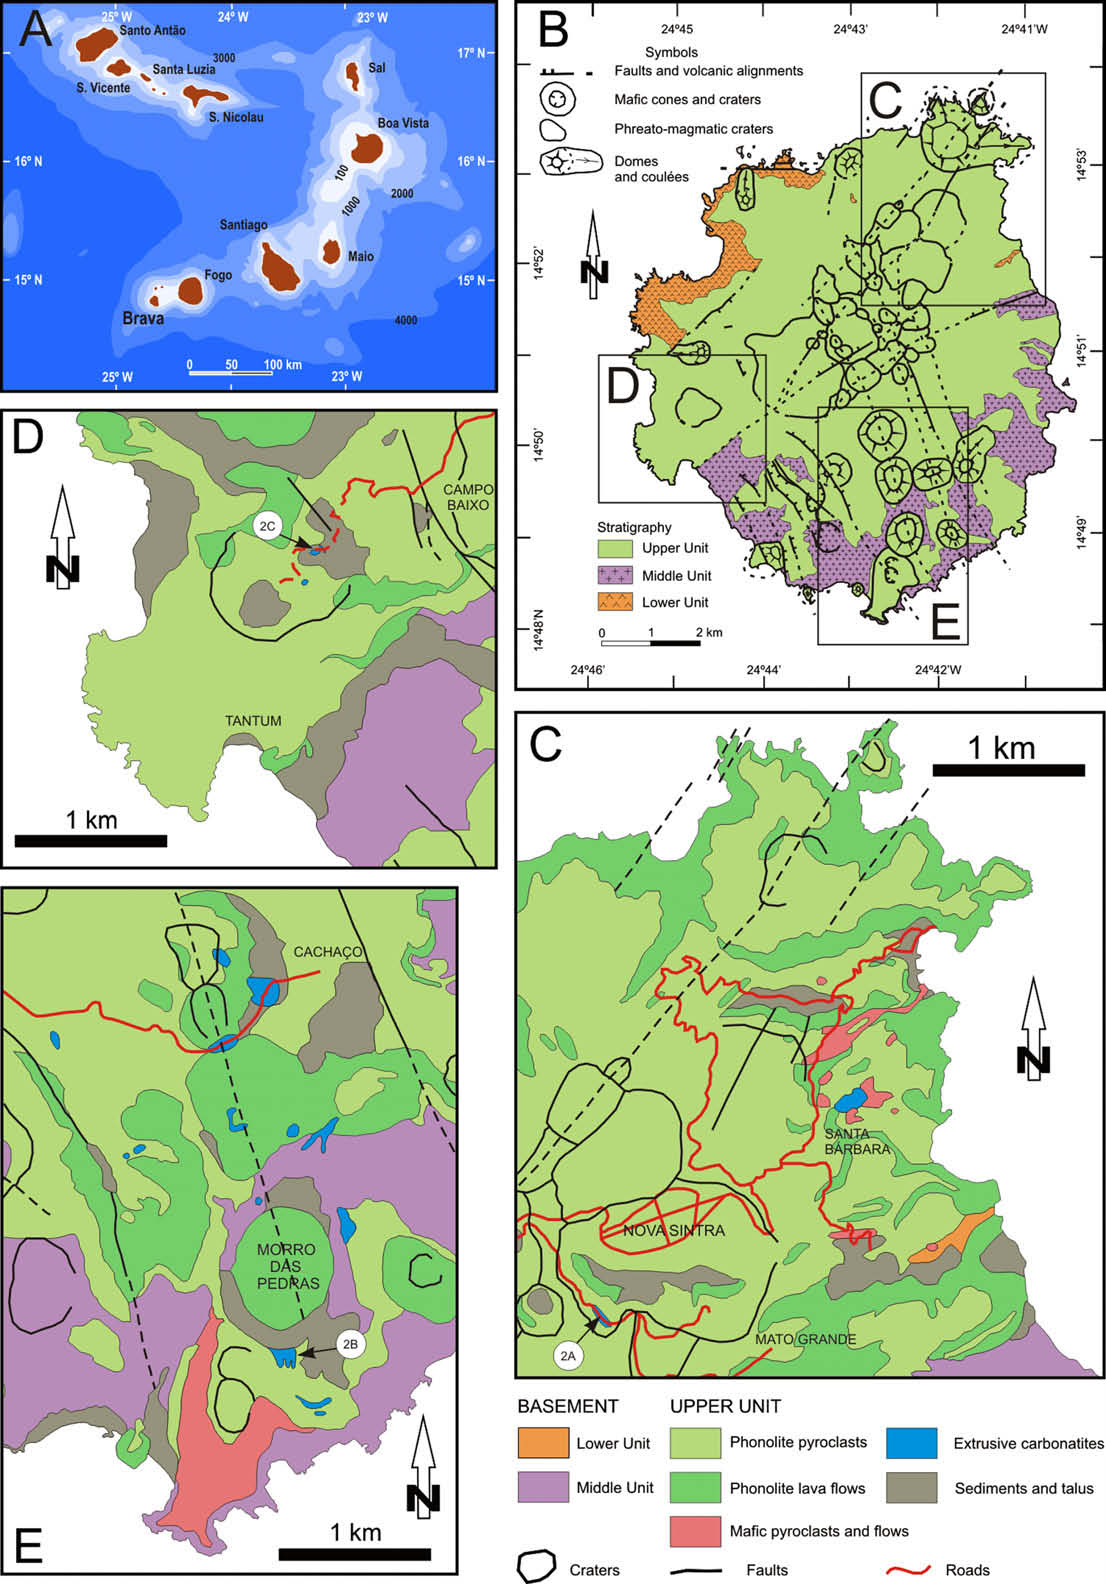 A
25° W
24° W
23° W
Santo Antão
Santa Luzia
S. Vicente
S. Nicolau
3000
Sal
Boa Vista
17° N
16° N
15° N
100
1000
2000
Santiago
Maio
Fogo
Brava
4000
0 50 100 km
25° W
23° W
B
24°45
24°43
24°41'W
Symbols
Faults and volcanic alignments
Mafic cones and craters
Phreato-magmatic craters
Domes
and coulées
N
C
D
E
14°53'
14°52'
14°51
14°50'
14°49
14°48'N
Stratigraphy
Upper Unit
Middle Unit
Lower Unit
0 1 2 km
24°46'
24°44'
24°42'W
D
N
2C
CAMPO
BAIXO
TANTUM
1 km
C
1 km
N
SANTA
BÁRBARA
NOVA SINTRA
2A
MATO GRANDE
E
CACHAÇO
MORRO
DAS
PEDRAS
2B
N
1 km
BASEMENT
Lower Unit
Middle Unit
UPPER UNIT
Phonolite pyroclasts
Phonolite lava flows
Mafic pyroclasts and flows
Extrusive carbonatites
Sediments and talus
Craters
Faults
Roads